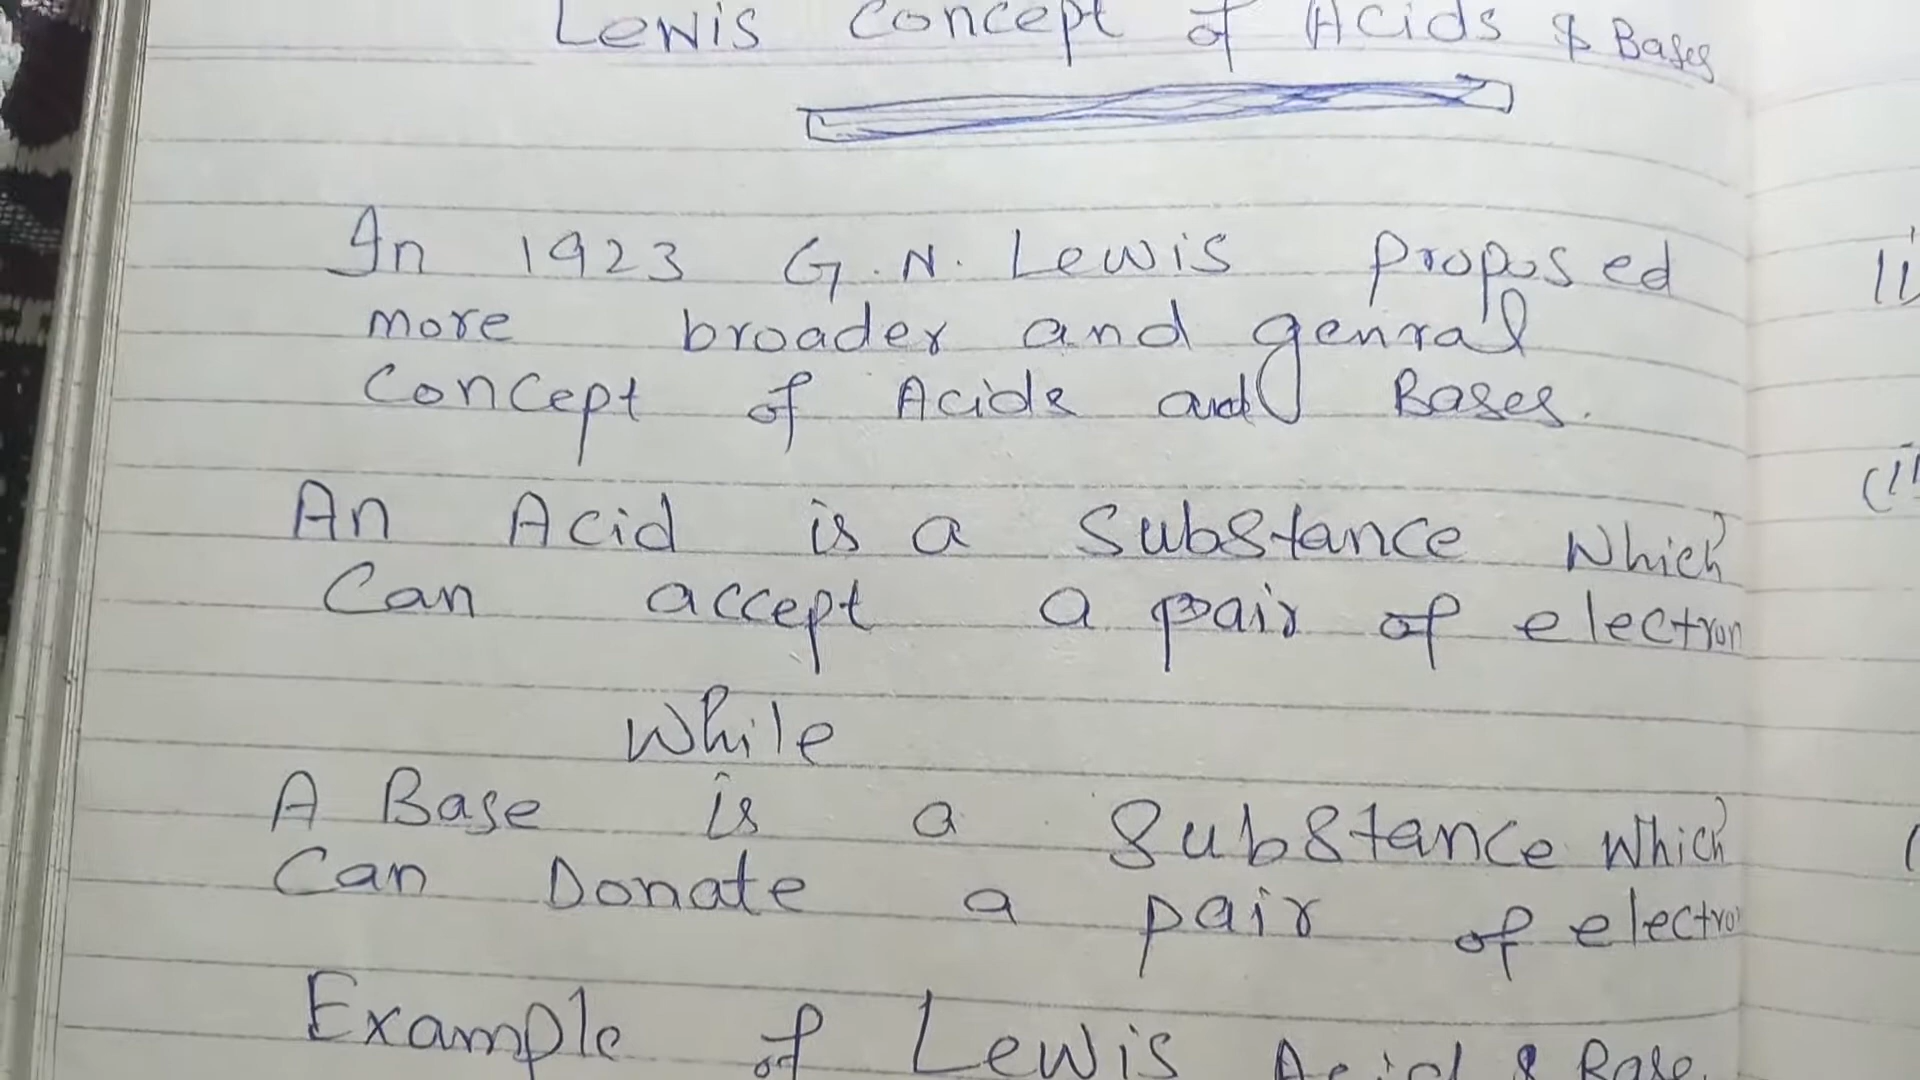 Lewis Concept of Acids & Bases
In 1923 G.N. Lewis proposed
more broader and genral
Concept of Acids and Bases.
An Acid is a Substance Which
Can accept a pair of electron
While
A Base is a Substance Which
Can Donate a pair of electro
Example of Lewis Acid & Base.